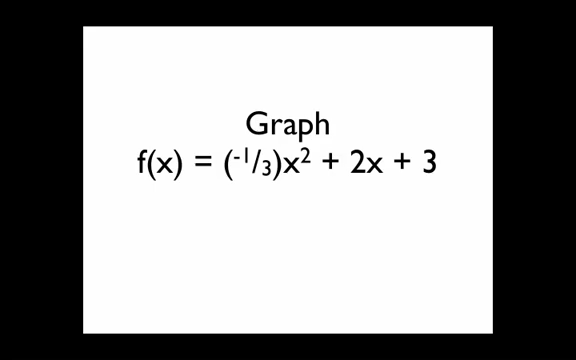 Graph
f(x) = (⁻¹/₃)x² + 2x + 3